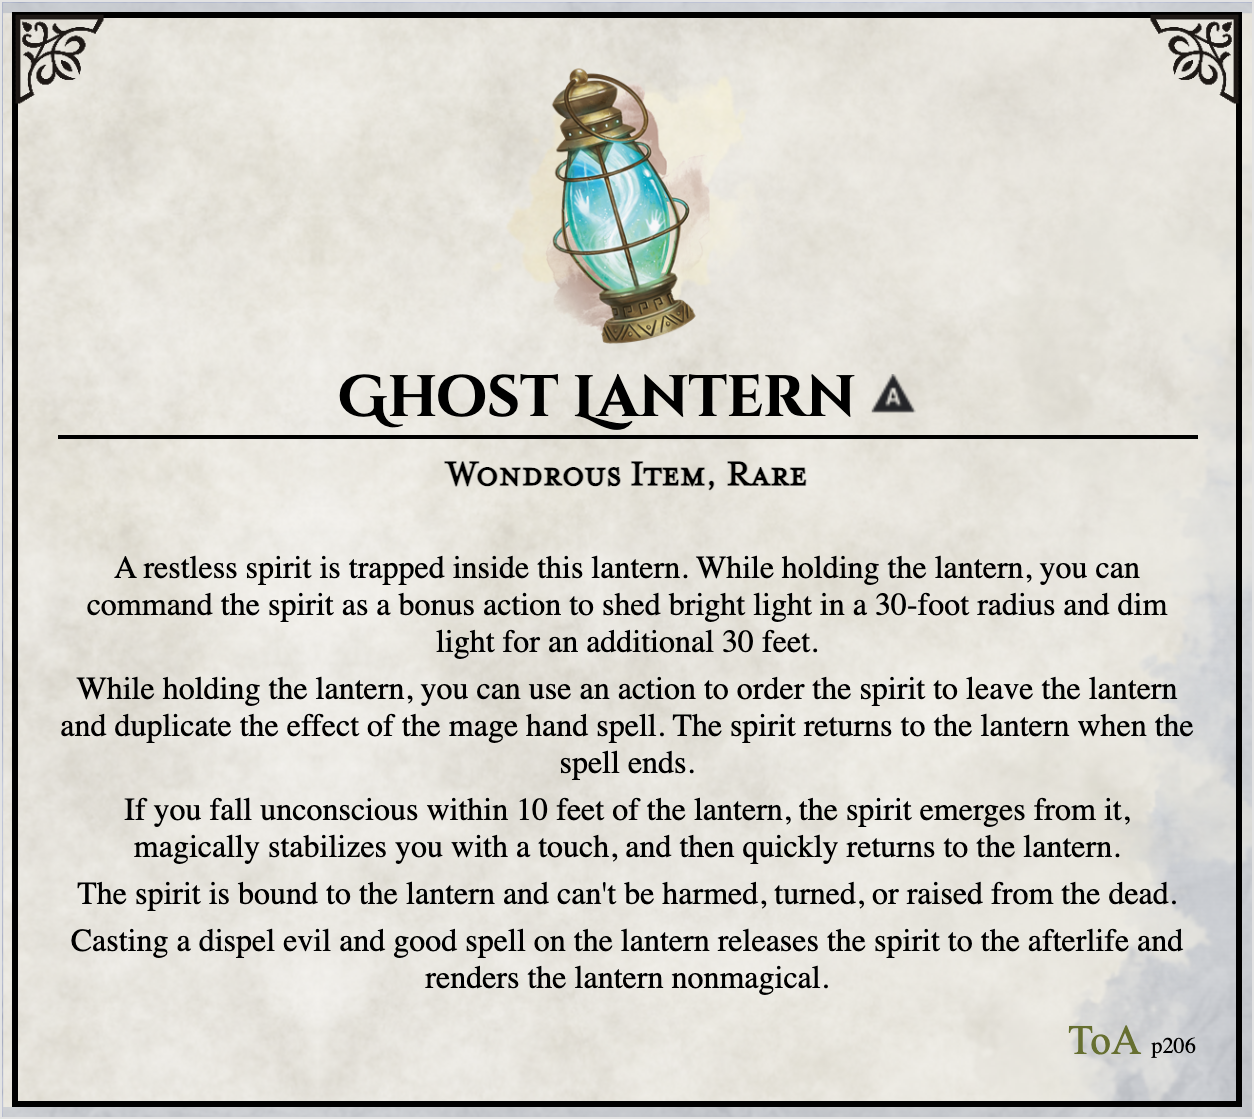 Ghost Lantern A
Wondrous Item, Rare
A restless spirit is trapped inside this lantern. While holding the lantern, you can
command the spirit as a bonus action to shed bright light in a 30-foot radius and dim
light for an additional 30 feet.
While holding the lantern, you can use an action to order the spirit to leave the lantern
and duplicate the effect of the mage hand spell. The spirit returns to the lantern when the
spell ends.
If you fall unconscious within 10 feet of the lantern, the spirit emerges from it,
magically stabilizes you with a touch, and then quickly returns to the lantern.
The spirit is bound to the lantern and can't be harmed, turned, or raised from the dead.
Casting a dispel evil and good spell on the lantern releases the spirit to the afterlife and
renders the lantern nonmagical.
ToA p206